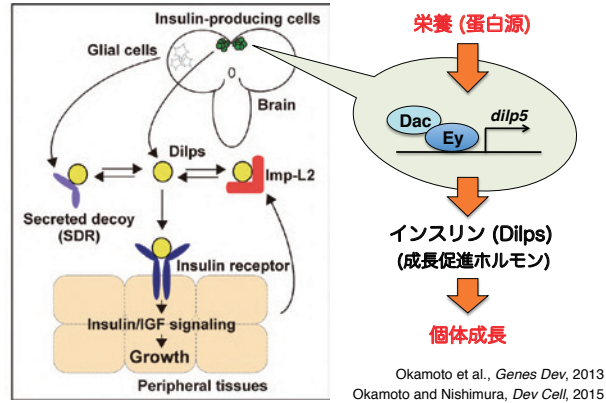 Insulin-producing cells
Glial cells
Brain
Dilps
Imp-L2
Secreted decoy
(SDR)
Insulin receptor
Insulin/IGF signaling
Growth
Peripheral tissues
栄養 (蛋白源)
Dac
Ey
dilp5
インスリン (Dilps)
(成長促進ホルモン)
個体成長
Okamoto et al., Genes Dev, 2013
Okamoto and Nishimura, Dev Cell, 2015